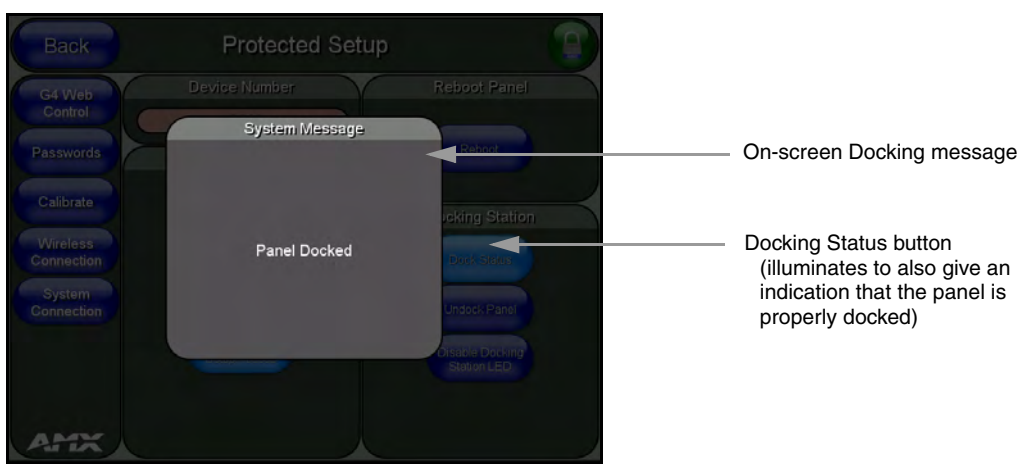 Back
Protected Setup
G4 Web
Control
Device Number
Reboot Panel
System Message
Reboot
Passwords
On-screen Docking message
Calibrate
Docking Station
Wireless
Connection
Panel Docked
Dock Status
Docking Status button
(illuminates to also give an
indication that the panel is
properly docked)
System
Connection
Undock Panel
Disable Docking
Station LED
AMX